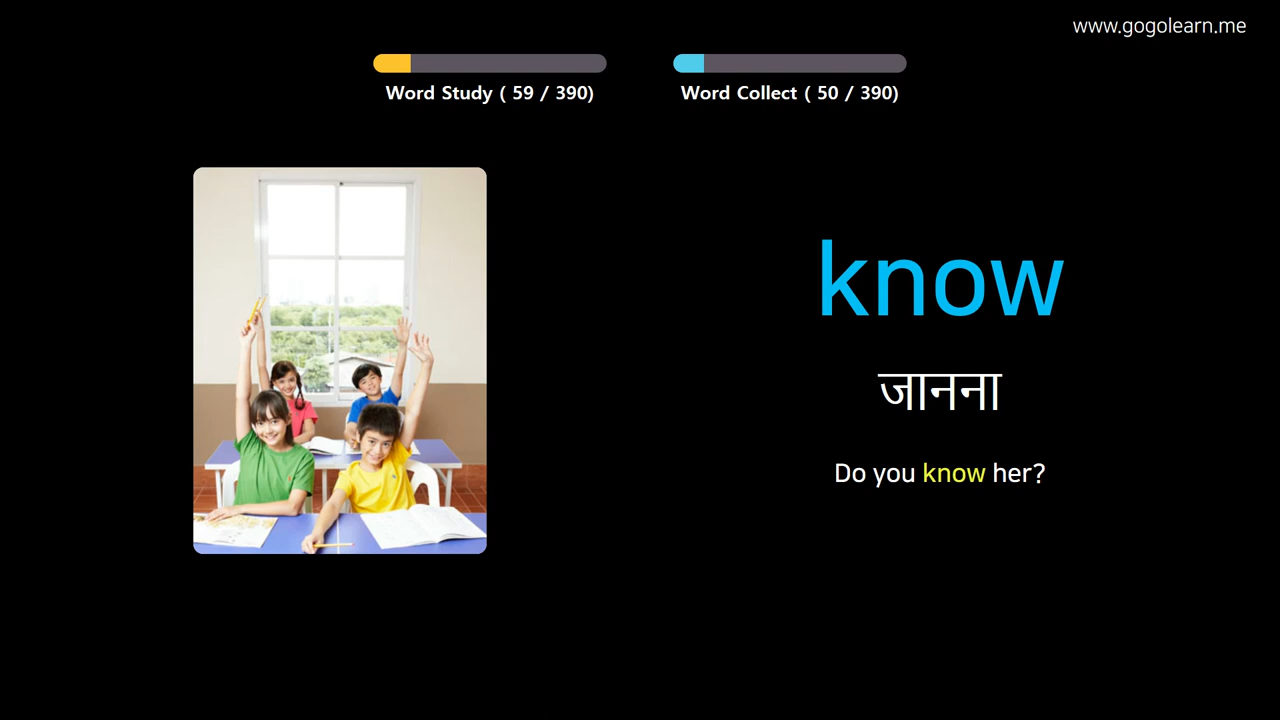 www.gogolearn.me
Word Study ( 59 / 390)
Word Collect ( 50 / 390)
know
जानना
Do you know her?